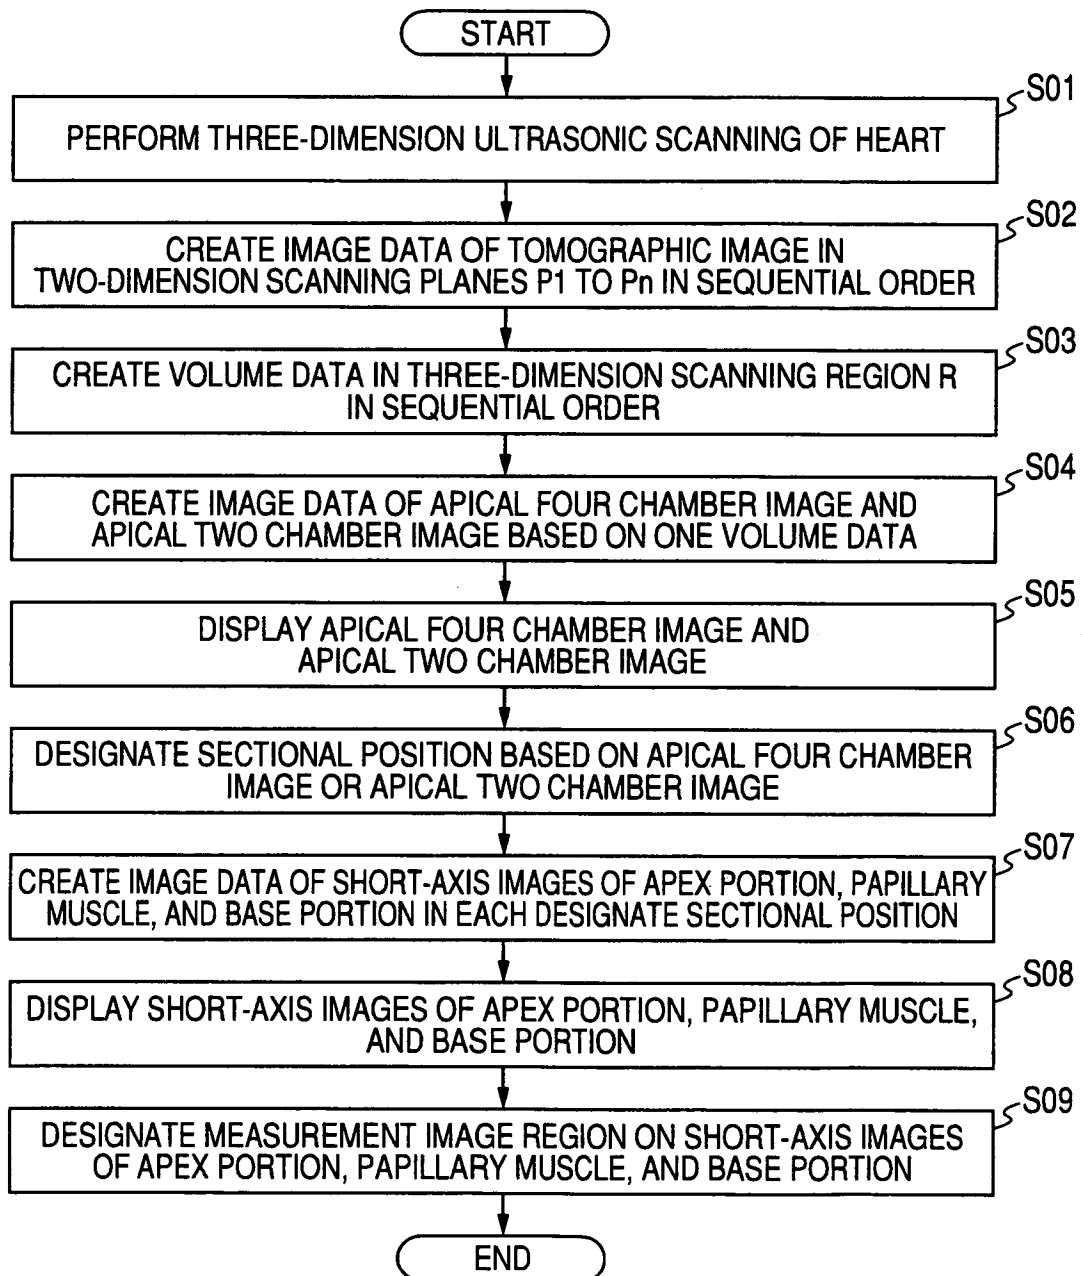 START
S01
PERFORM THREE-DIMENSION ULTRASONIC SCANNING OF HEART
S02
CREATE IMAGE DATA OF TOMOGRAPHIC IMAGE IN
TWO-DIMENSION SCANNING PLANES P1 TO Pn IN SEQUENTIAL ORDER
S03
CREATE VOLUME DATA IN THREE-DIMENSION SCANNING REGION R
IN SEQUENTIAL ORDER
S04
CREATE IMAGE DATA OF APICAL FOUR CHAMBER IMAGE AND
APICAL TWO CHAMBER IMAGE BASED ON ONE VOLUME DATA
S05
DISPLAY APICAL FOUR CHAMBER IMAGE AND
APICAL TWO CHAMBER IMAGE
S06
DESIGNATE SECTIONAL POSITION BASED ON APICAL FOUR CHAMBER
IMAGE OR APICAL TWO CHAMBER IMAGE
S07
CREATE IMAGE DATA OF SHORT-AXIS IMAGES OF APEX PORTION, PAPILLARY
MUSCLE, AND BASE PORTION IN EACH DESIGNATE SECTIONAL POSITION
S08
DISPLAY SHORT-AXIS IMAGES OF APEX PORTION, PAPILLARY MUSCLE,
AND BASE PORTION
S09
DESIGNATE MEASUREMENT IMAGE REGION ON SHORT-AXIS IMAGES
OF APEX PORTION, PAPILLARY MUSCLE, AND BASE PORTION
END